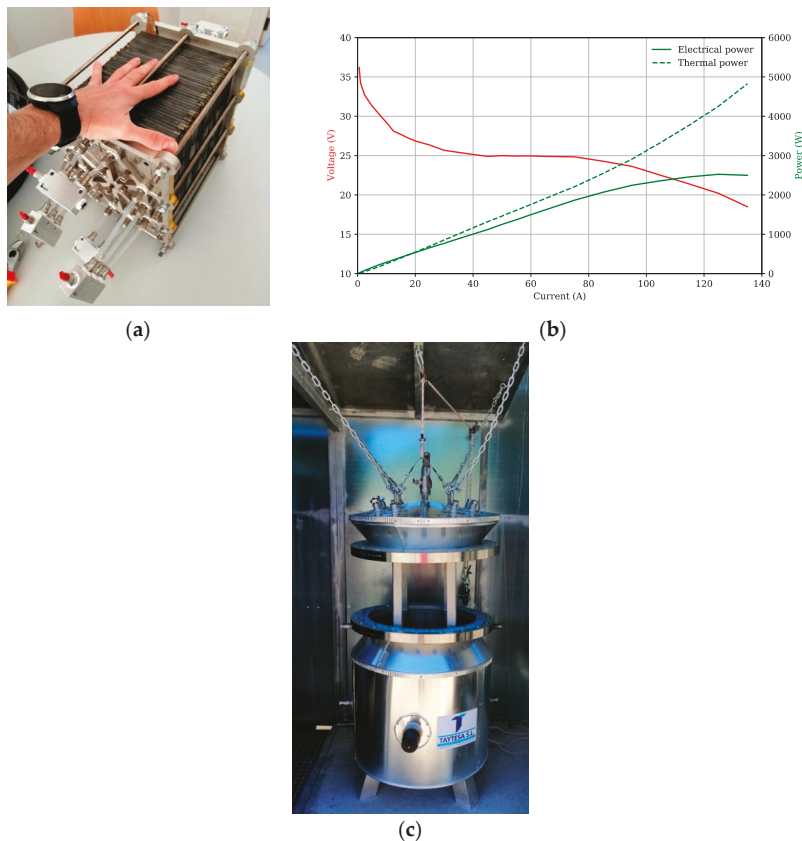 (a)
40
35
30
25
20
15
10
Voltage (V)
Electrical power
Thermal power
6000
5000
4000
3000
2000
1000
0
Power (W)
0 20 40 60 80 100 120 140
Current (A)
(b)
TAYTESA S.L.
(c)